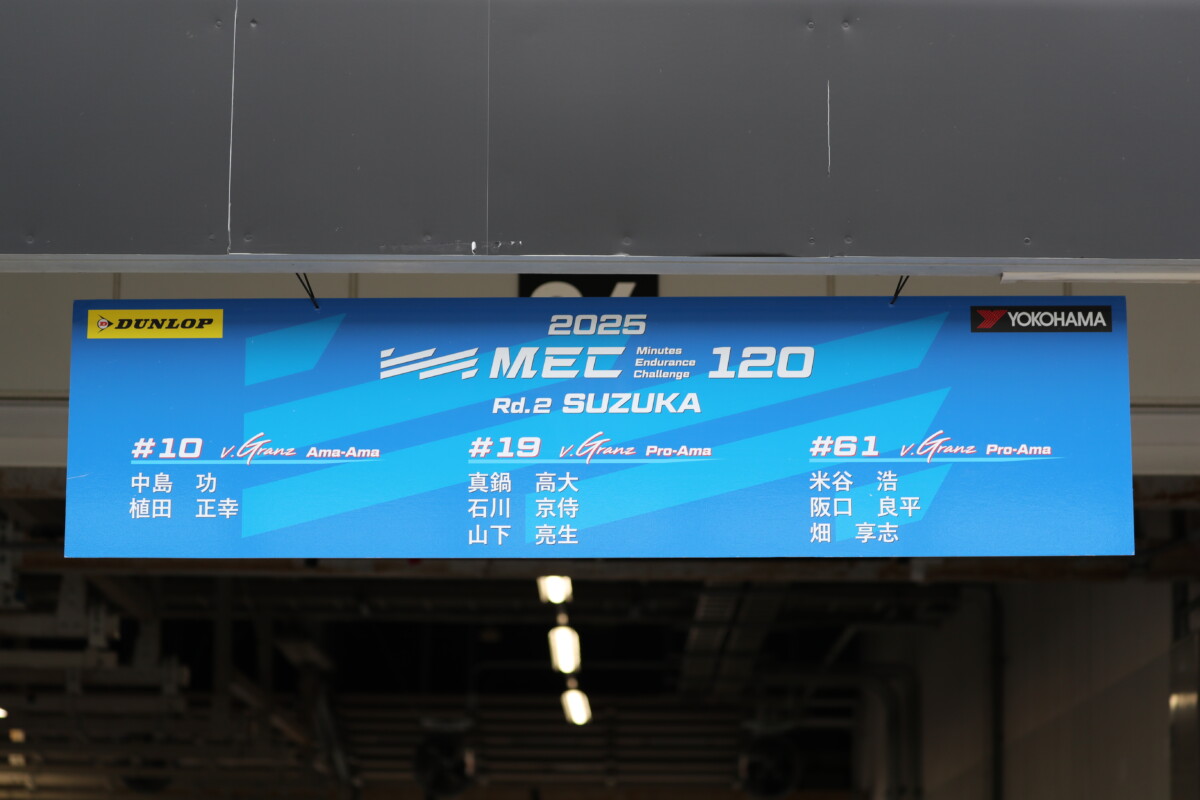 DUNLOP
YOKOHAMA
2025
MEC Minutes Endurance Challenge 120
Rd.2 SUZUKA
#10 v.Granz Ama-Ama
中島 功
植田 正幸
#19 v.Granz Pro-Ama
真鍋 高大
石川 京侍
山下 亮生
#61 v.Granz Pro-Ama
米谷 浩
阪口 良平
畑 享志